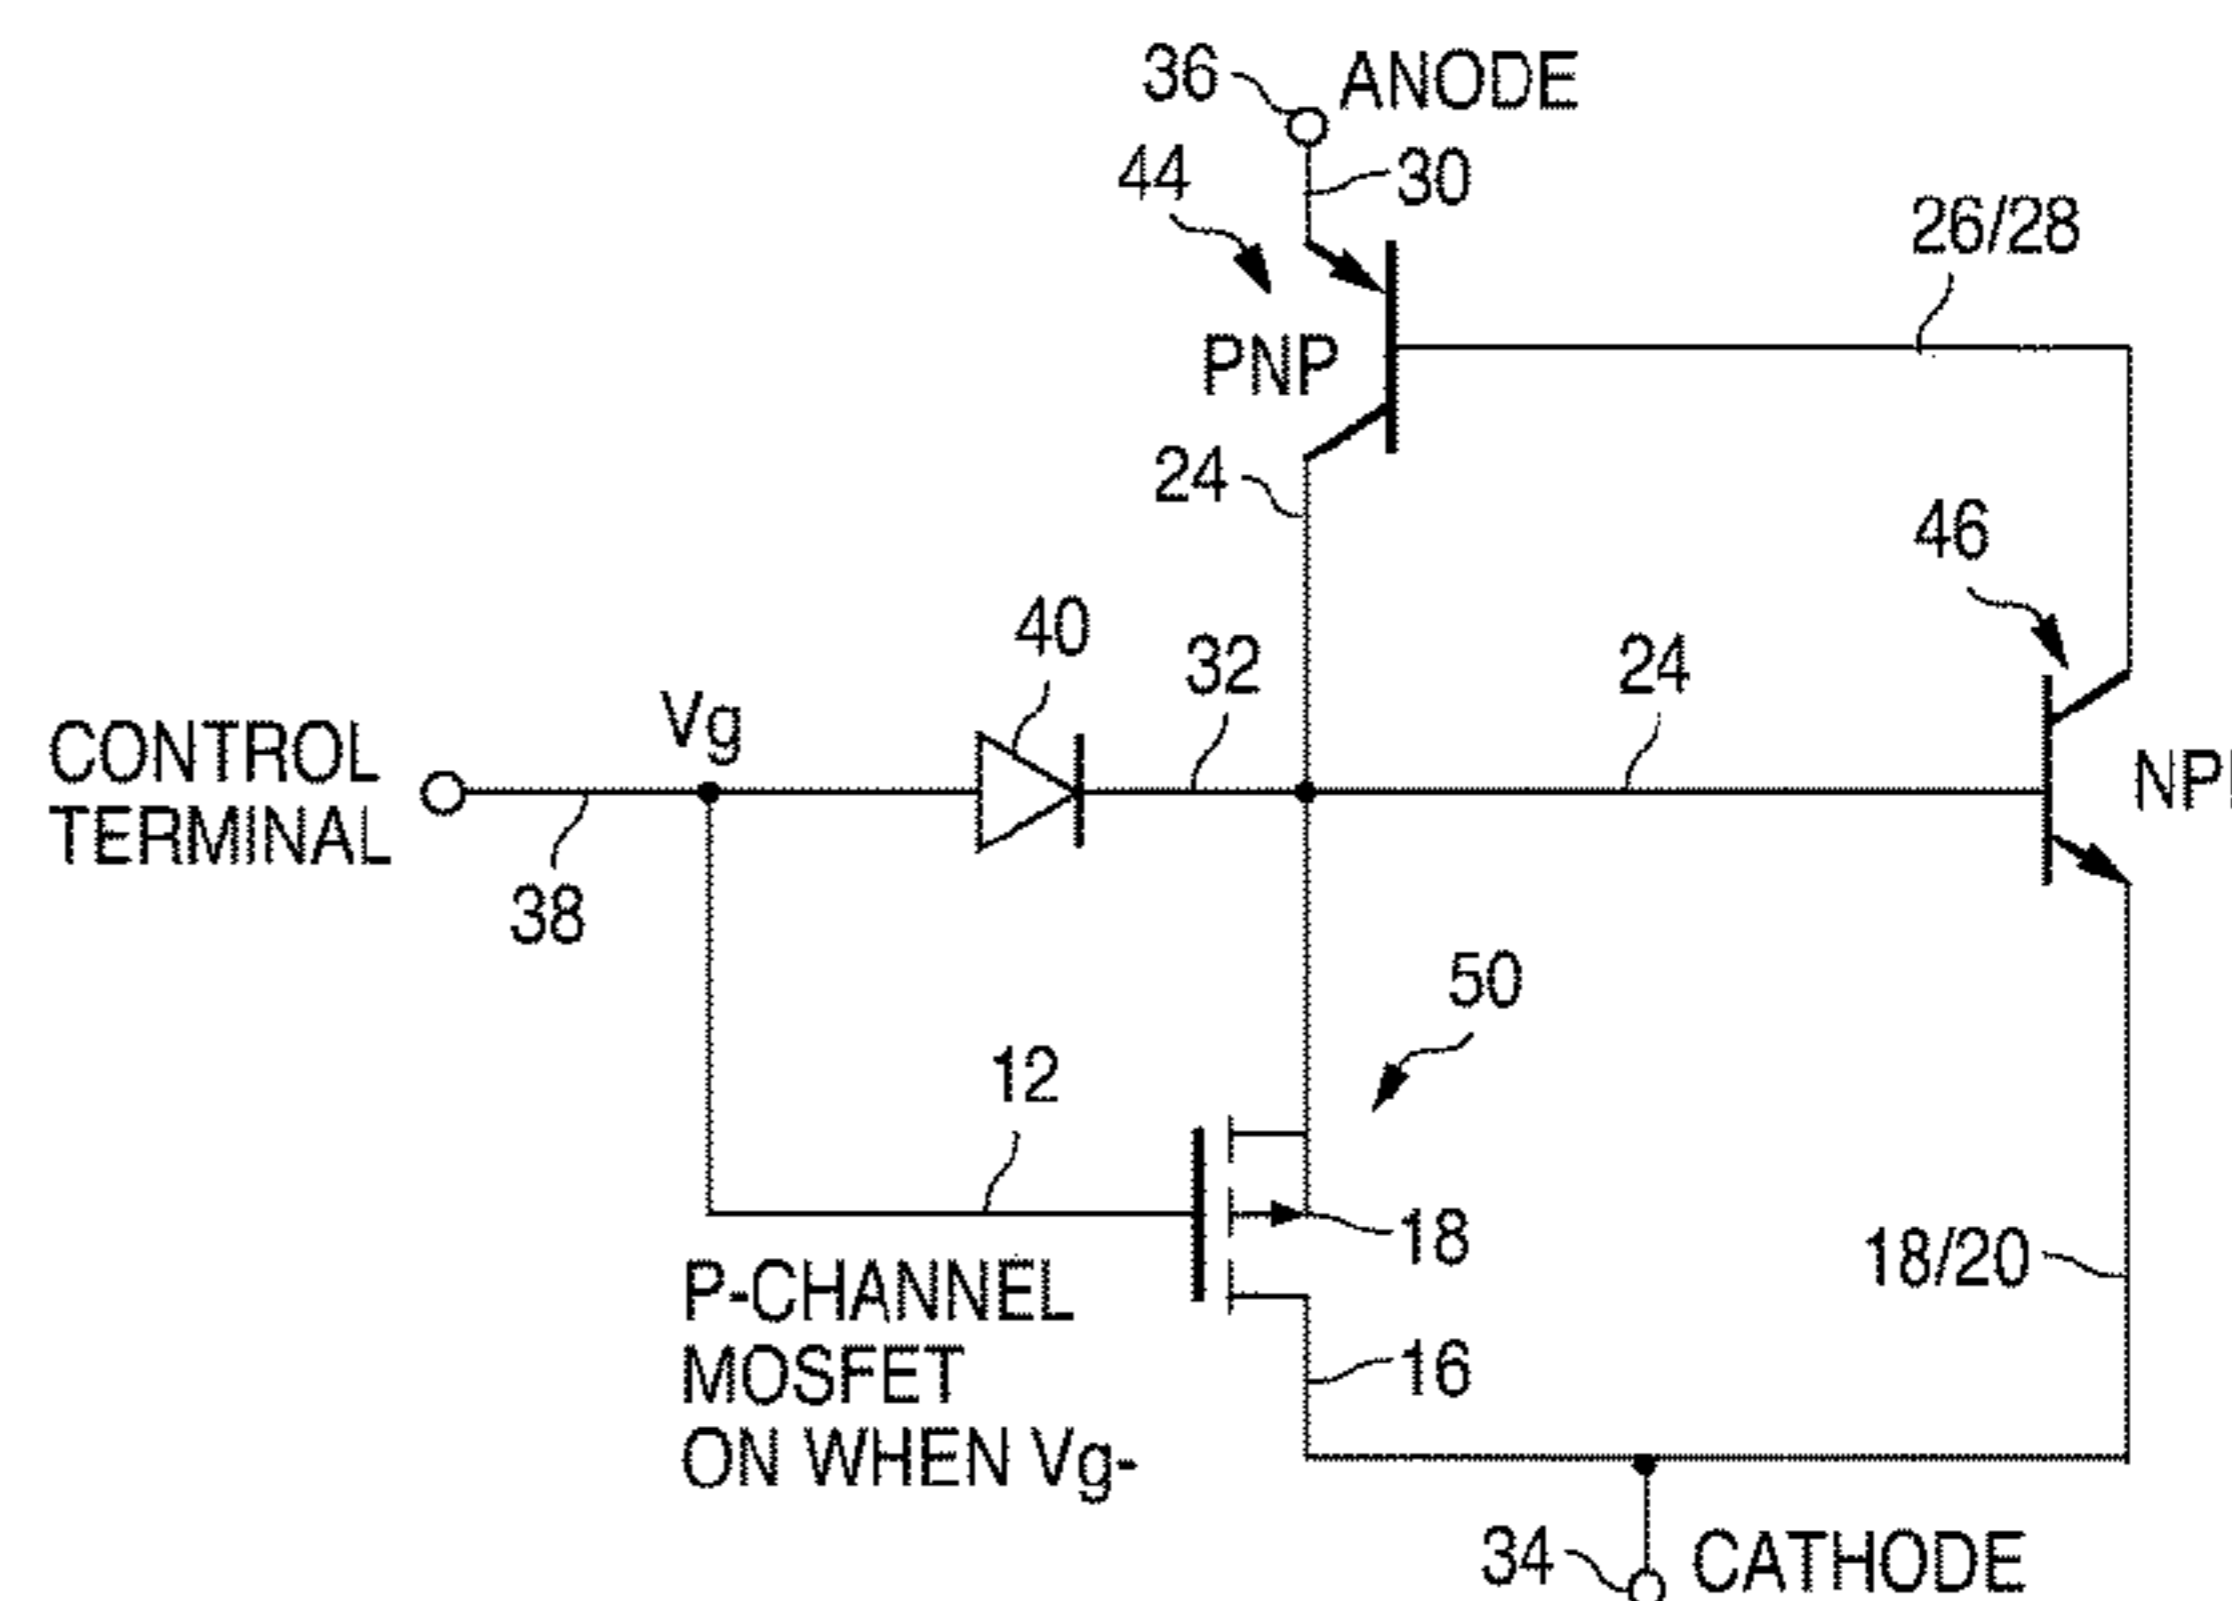 36 ANODE
44
30
26/28
PNP
24
46
40
32
24
Vg
CONTROL
TERMINAL
38
50
12
18
18/20
P-CHANNEL
MOSFET
ON WHEN Vg-
16
34 CATHODE